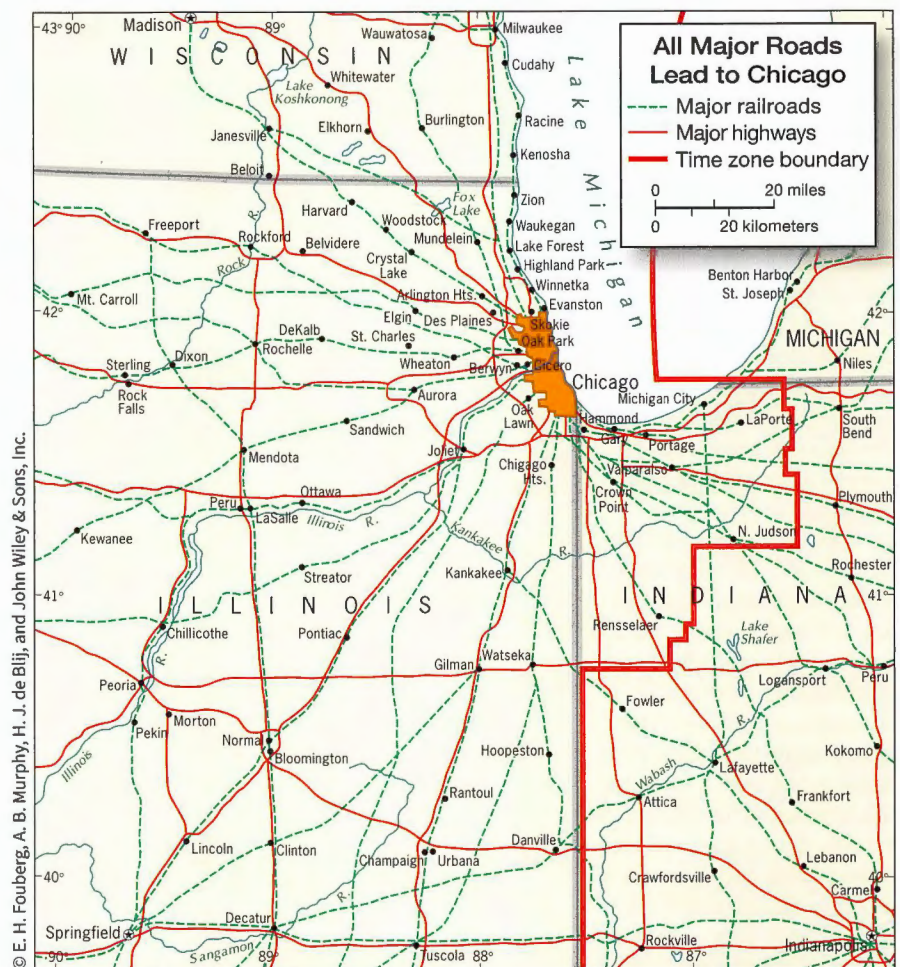 43°90°
Madison
89°
Wauwatosa
Milwaukee
WISCONSIN
Cudahy
Whitewater
Lake
Koshkonong
Lake Michigan
Janesville
Elkhorn
Burlington
Racine
Kenosha
Beloit
Zion
Fox
Lake
Harvard
Woodstock
Waukegan
Freeport
R.
Rockford
Belvidere
Mundelein
Lake Forest
Crystal
Lake
Highland Park
Rock
Winnetka
Mt. Carroll
Arlington Hts.
Evanston
42°
Elgin
Des Plaines
Skokie
DeKalb
St. Charles
Oak Park
Rochelle
Dixon
Sterling
Wheaton
Berwyn
Cicero
Chicago
Rock
Falls
Aurora
Oak
Lawn
Sandwich
Hammond
Gary
Joliet
Mendota
Chigago
Hts.
All Major Roads
Lead to Chicago
Major railroads
Major highways
Time zone boundary
0 20 miles
0 20 kilometers
Benton Harbor
St. Joseph
42°
MICHIGAN
Niles
Michigan City
LaPorte
South
Bend
Portage
Valparaiso
Crown
Point
Plymouth
Ottawa
Peru
LaSalle
Illinois R.
Kankakee R.
N. Judson
Kewanee
Streator
Kankakee
Rochester
41°
ILLINOIS
INDIANA
41°
Chillicothe
Pontiac
Rensselaer
Lake
Shafer
R.
Gilman
Watseka
Peoria
Logansport
Peru
Morton
Pekin
Fowler
R.
Normal
Bloomington
Hoopeston
Kokomo
Illinois
Wabash
Lafayette
Rantoul
Attica
Frankfort
Lincoln
Clinton
Danville
Champaign
Urbana
Lebanon
40°
Crawfordsville
40°
R.
Carmel
Decatur
Springfield
Sangamon
Rockville
Indianapolis
90°
89°
Tuscola
88°
87°
© E. H. Fouberg, A. B. Murphy, H. J. de Blij, and John Wiley & Sons, Inc.